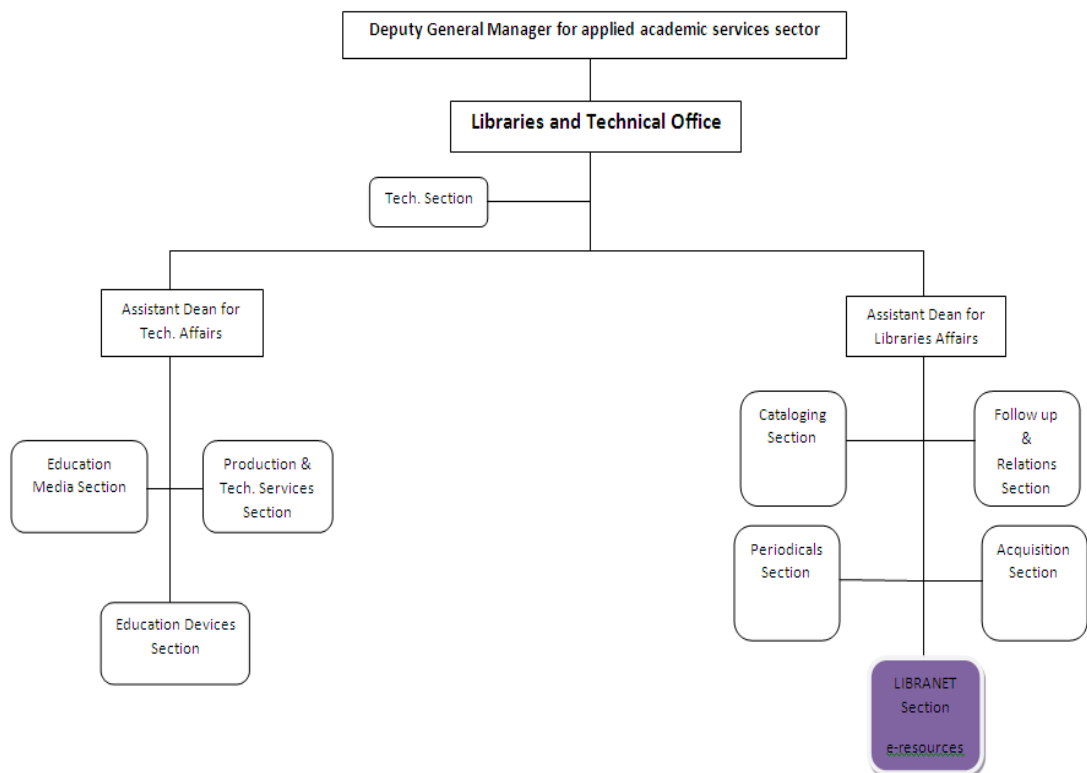 Deputy General Manager for applied academic services sector
Libraries and Technical Office
Tech. Section
Assistant Dean for
Tech. Affairs
Assistant Dean for
Libraries Affairs
Education
Media Section
Production &
Tech. Services
Section
Education Devices
Section
Cataloging
Section
Follow up
&
Relations
Section
Periodicals
Section
Acquisition
Section
LIBRANET
Section
e-resources